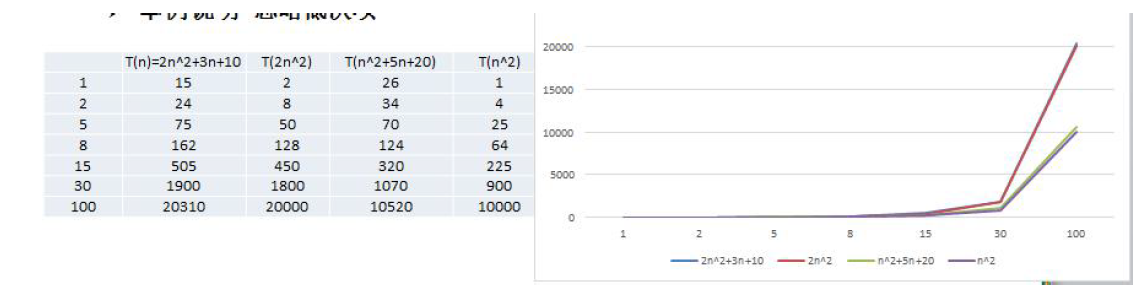 T(n)=2n^2+3n+10 T(2n^2) T(n^2+5n+20) T(n^2)
1 15 2 26 1
2 24 8 34 4
5 75 50 70 25
8 162 128 124 64
15 505 450 320 225
30 1900 1800 1070 900
100 20310 20000 10520 10000
20000
15000
10000
5000
0
1 2 5 8 15 30 100
2n^2+3n+10 2n^2 n^2+5n+20 n^2